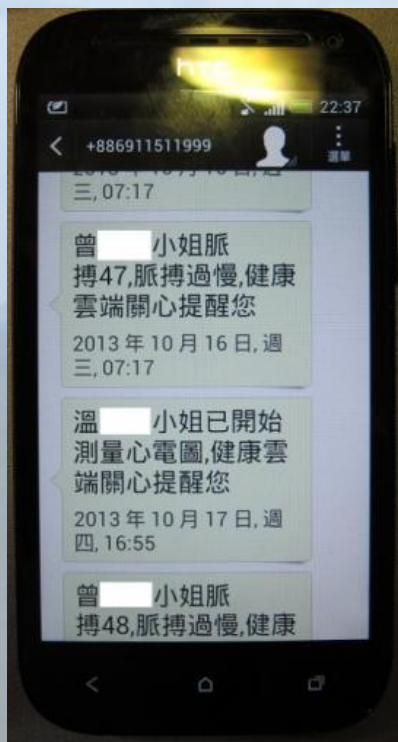 htc
22:37
+886911511999
選單
三, 07:17
曾 小姐脈
搏47,脈搏過慢,健康
雲端關心提醒您
2013 年 10 月 16 日, 週
三, 07:17
溫 小姐已開始
測量心電圖,健康雲
端關心提醒您
2013 年 10 月 17 日, 週
四, 16:55
曾 小姐脈
搏48,脈搏過慢,健康